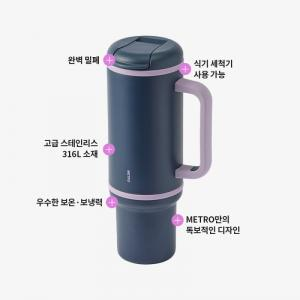 완벽 밀폐
식기 세척기
사용 가능
고급 스테인리스
316L 소재
METRO
우수한 보온·보냉력
METRO만의
독보적인 디자인